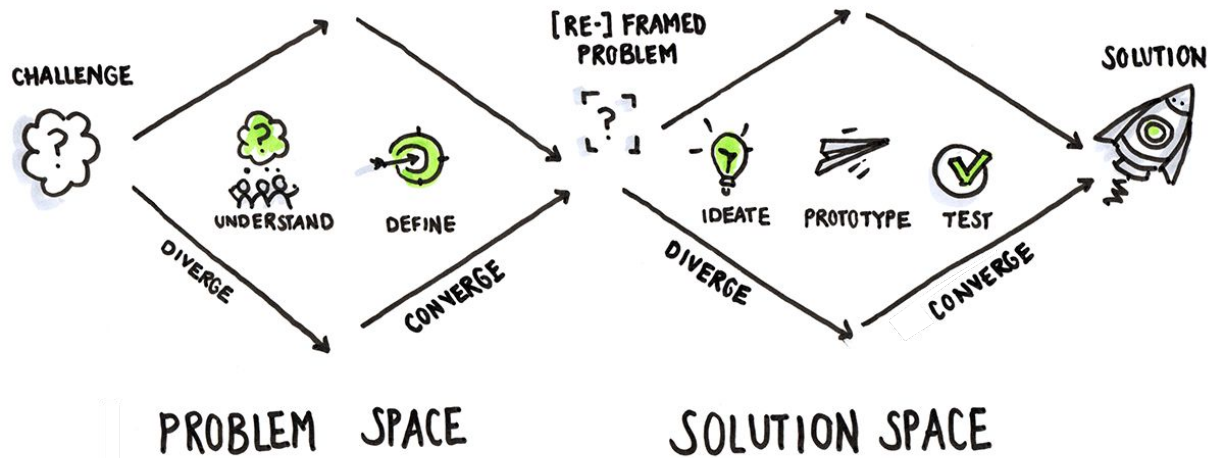 CHALLENGE
?
UNDERSTAND
?
DEFINE
DIVERGE
CONVERGE
[RE-] FRAMED
PROBLEM
?
IDEATE
PROTOTYPE
TEST
DIVERGE
CONVERGE
SOLUTION
PROBLEM SPACE
SOLUTION SPACE